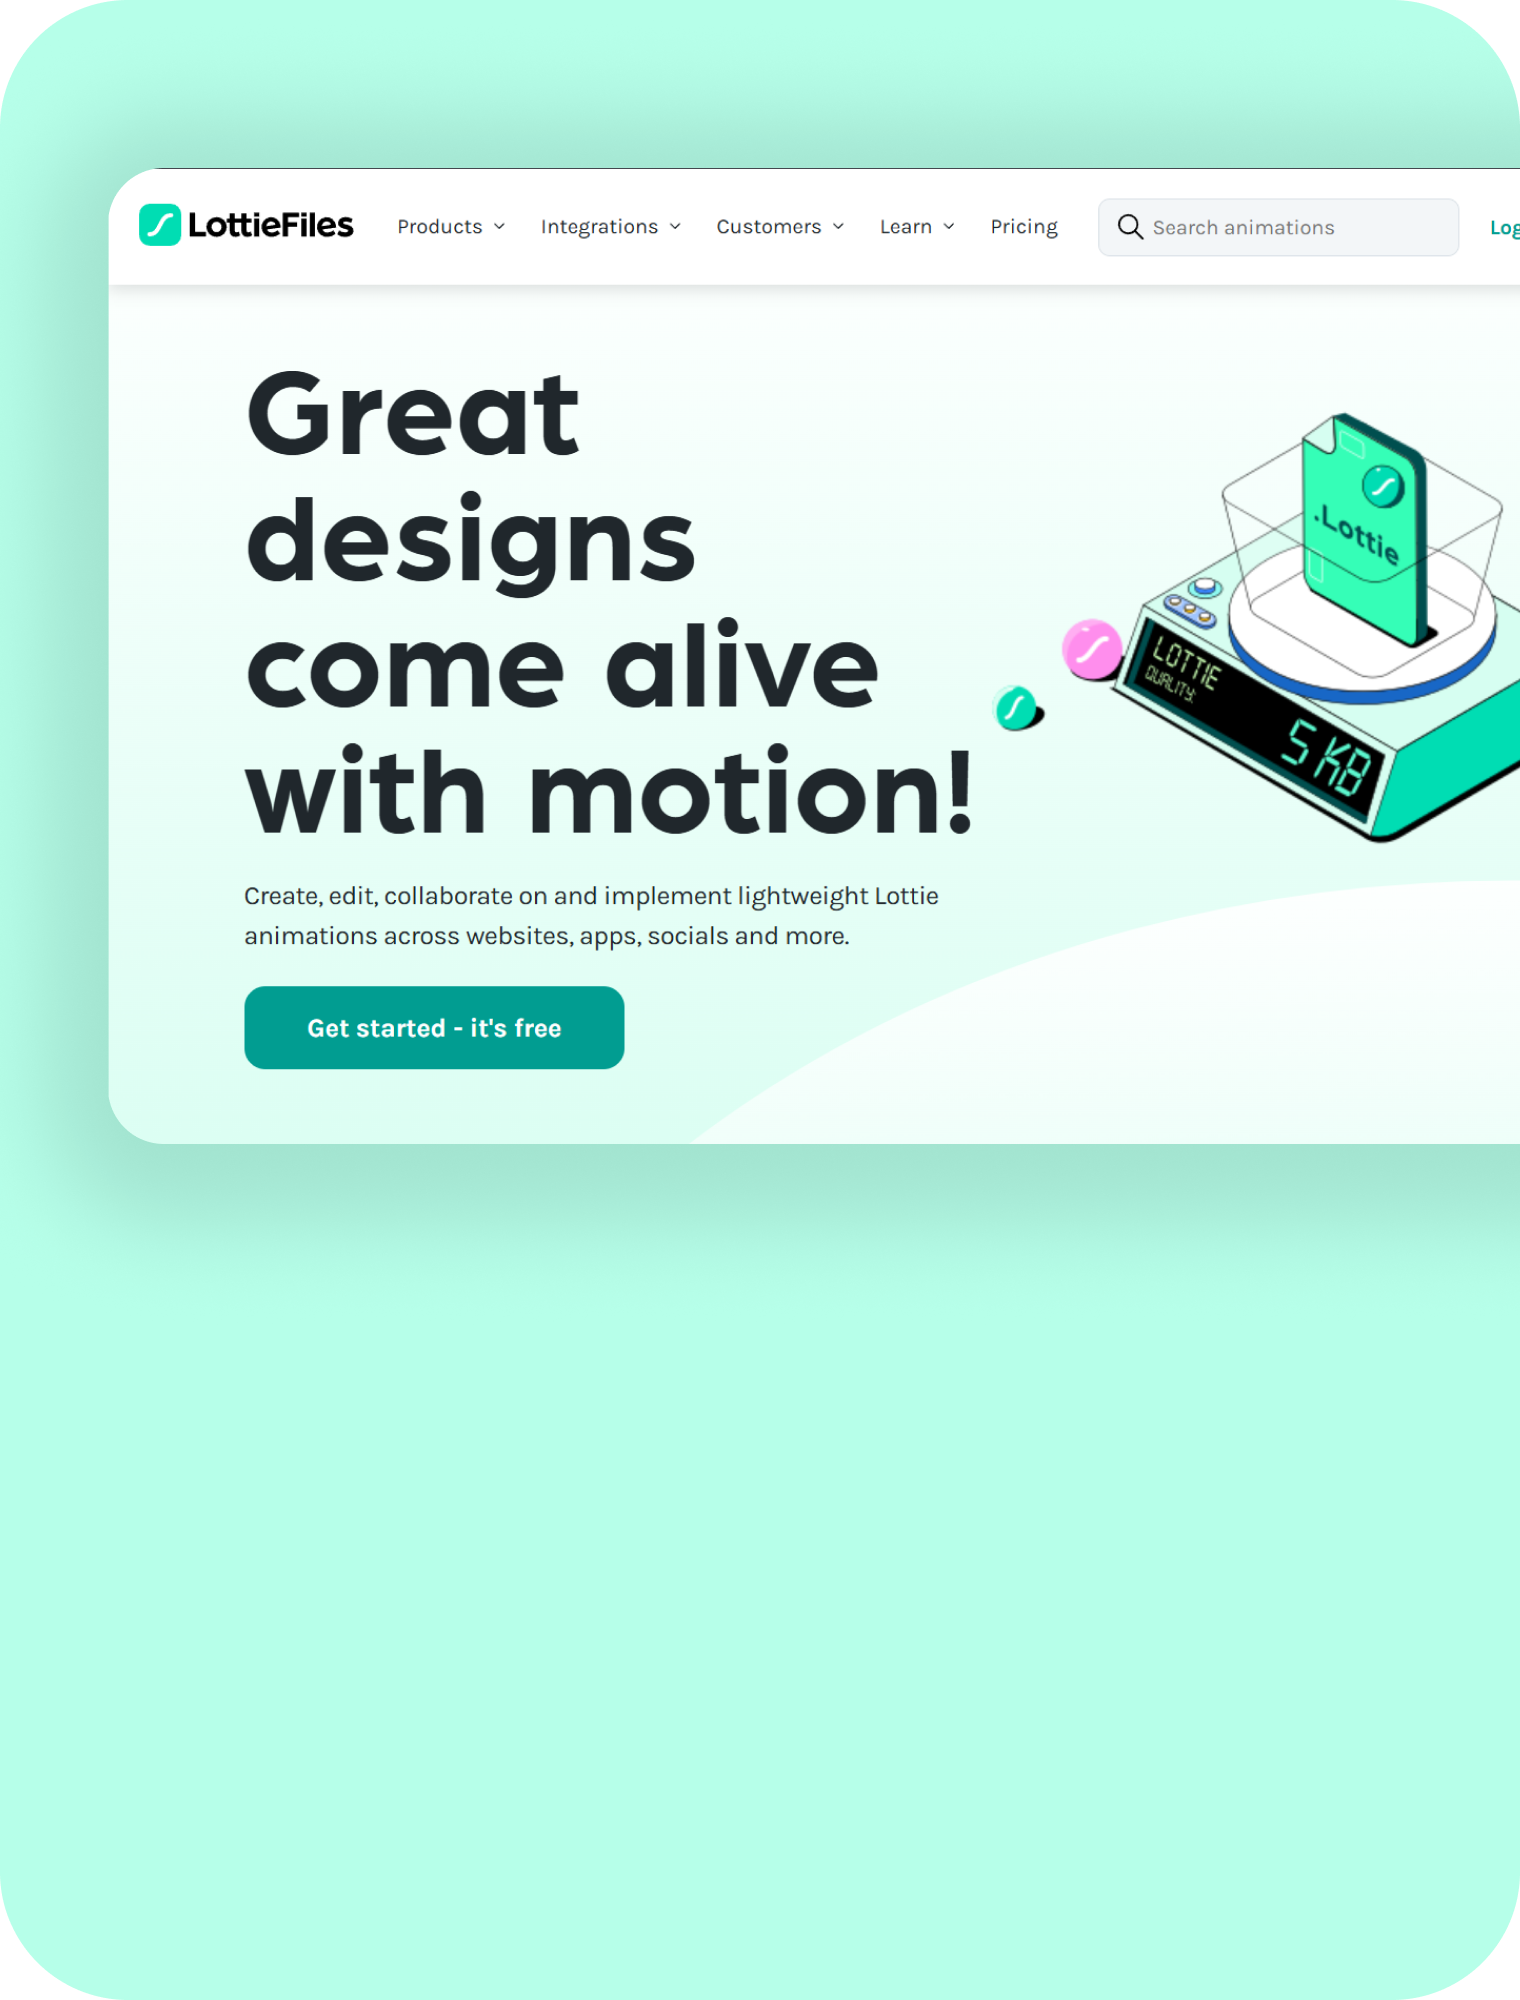 LottieFiles Products Integrations Customers Learn Pricing Search animations
Great
designs
come alive
with motion!
Create, edit, collaborate on and implement lightweight Lottie
animations across websites, apps, socials and more.
Get started - it's free
.Lottie
LOTTIE
QUALITY:
5 KB